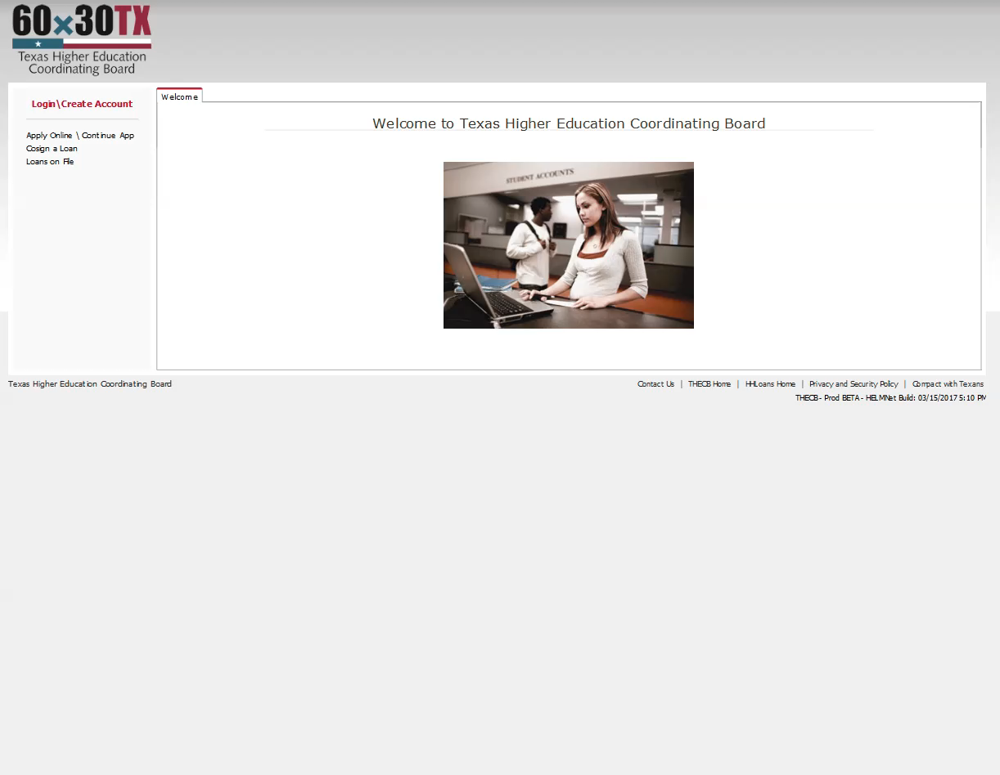 60x30TX
Texas Higher Education
Coordinating Board
Login\Create Account
Apply Online \ Continue App
Cosign a Loan
Loans on File
Welcome
Welcome to Texas Higher Education Coordinating Board
STUDENT ACCOUNTS
Texas Higher Education Coordinating Board
Contact Us | THECB Home | HHLoans Home | Privacy and Security Policy | Compact with Texans
THECB - Prod BETA - HELMNet Build: 03/15/2017 5:10 PM